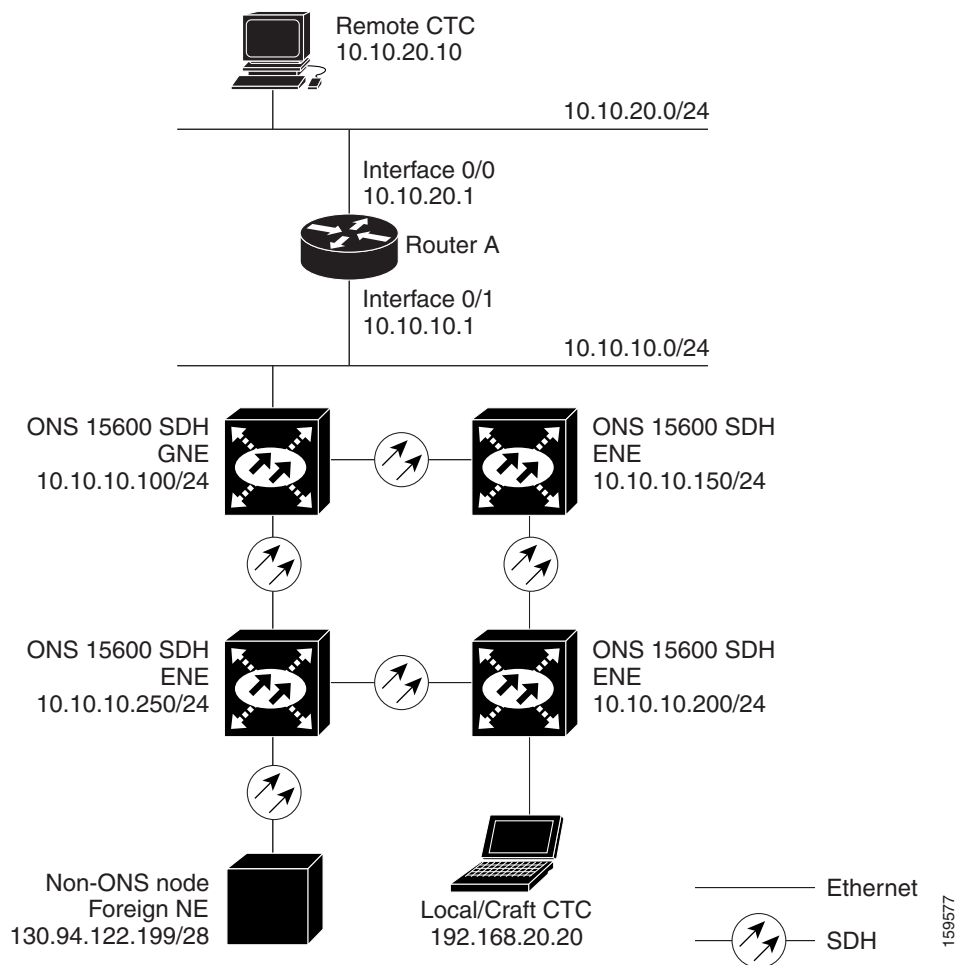 Remote CTC
10.10.20.10
10.10.20.0/24
Interface 0/0
10.10.20.1
Router A
Interface 0/1
10.10.10.1
10.10.10.0/24
ONS 15600 SDH
GNE
10.10.10.100/24
ONS 15600 SDH
ENE
10.10.10.150/24
ONS 15600 SDH
ENE
10.10.10.250/24
ONS 15600 SDH
ENE
10.10.10.200/24
Non-ONS node
Foreign NE
130.94.122.199/28
Local/Craft CTC
192.168.20.20
Ethernet
SDH
159577